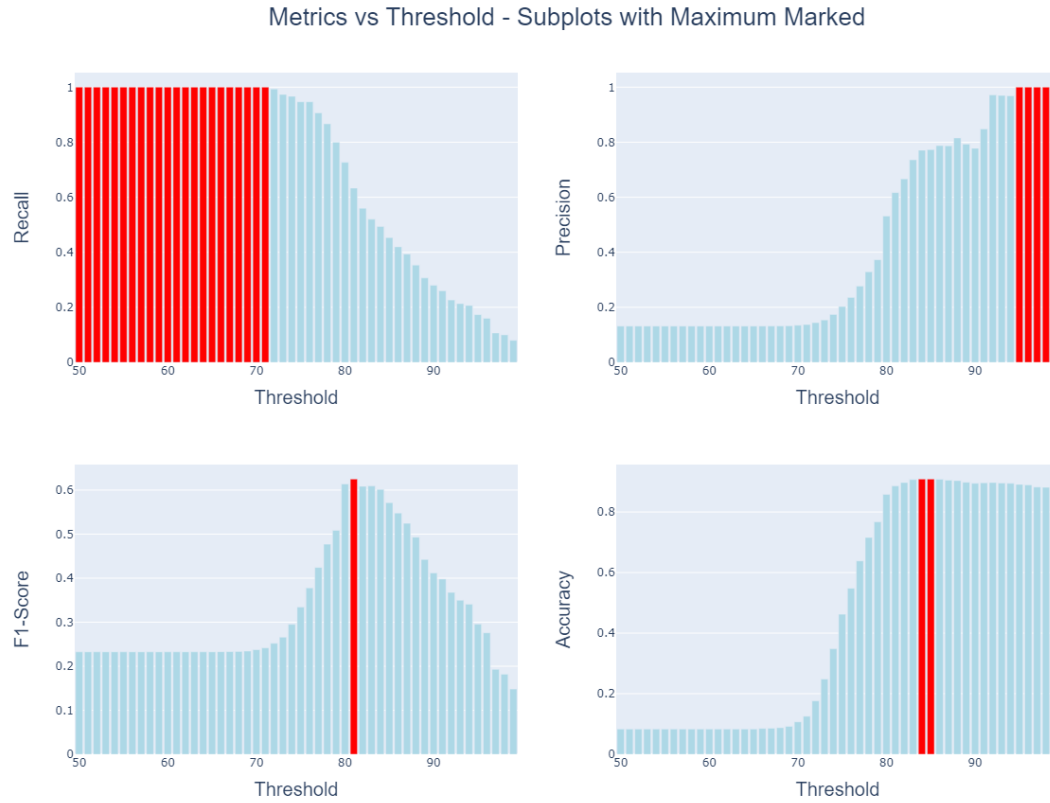 Metrics vs Threshold - Subplots with Maximum Marked
Recall
1
0.8
0.6
0.4
0.2
0
50 60 70 80 90
Threshold
Precision
1
0.8
0.6
0.4
0.2
0
50 60 70 80 90
Threshold
F1-Score
0.6
0.5
0.4
0.3
0.2
0.1
0
50 60 70 80 90
Threshold
Accuracy
0.8
0.6
0.4
0.2
0
50 60 70 80 90
Threshold